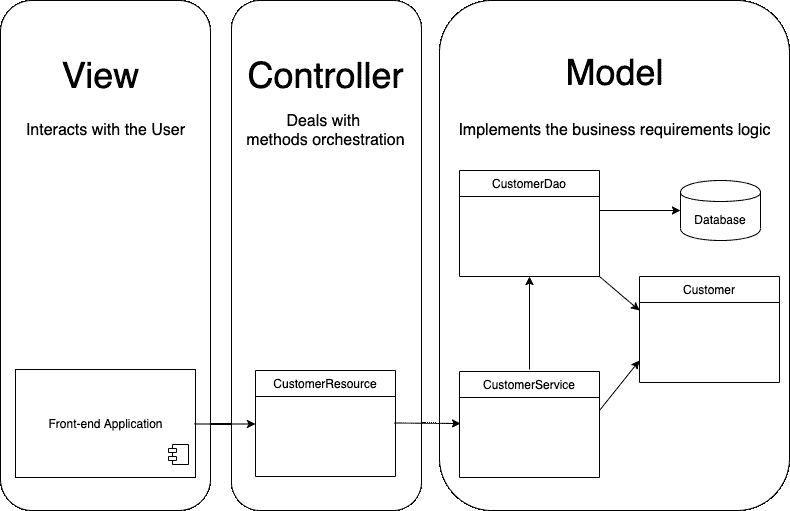 View
Interacts with the User
Front-end Application
Controller
Deals with
methods orchestration
CustomerResource
Model
Implements the business requirements logic
CustomerDao
Database
Customer
CustomerService